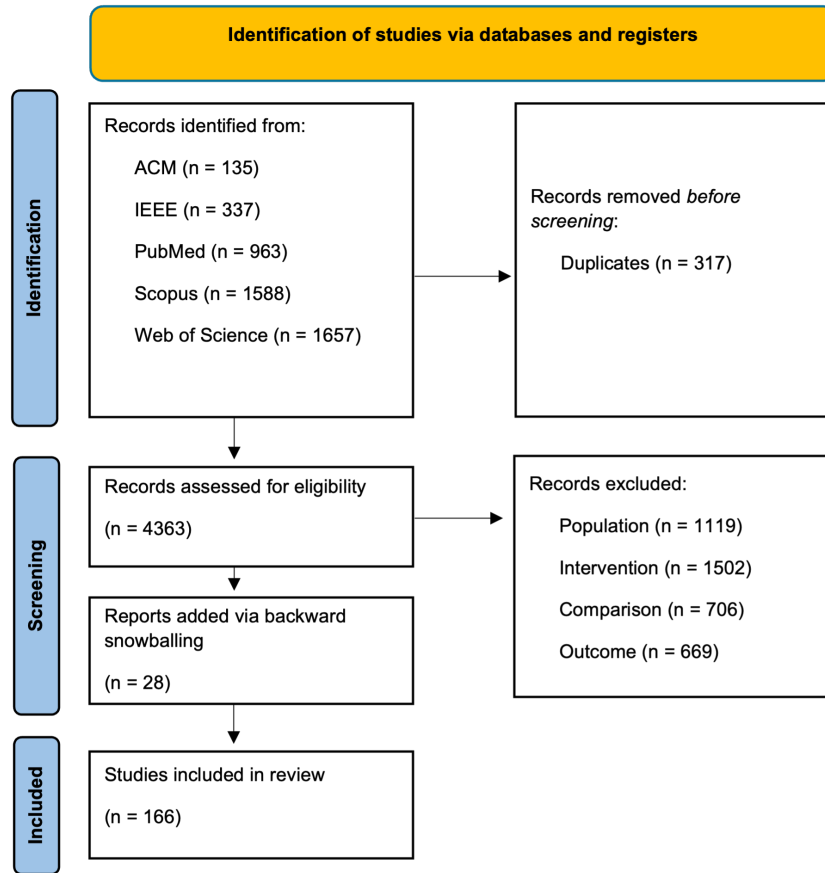 Identification of studies via databases and registers
Identification
Records identified from:
ACM (n = 135)
IEEE (n = 337)
PubMed (n = 963)
Scopus (n = 1588)
Web of Science (n = 1657)
Records removed before
screening:
Duplicates (n = 317)
Screening
Records assessed for eligibility
(n = 4363)
Records excluded:
Population (n = 1119)
Intervention (n = 1502)
Comparison (n = 706)
Outcome (n = 669)
Reports added via backward
snowballing
(n = 28)
Included
Studies included in review
(n = 166)